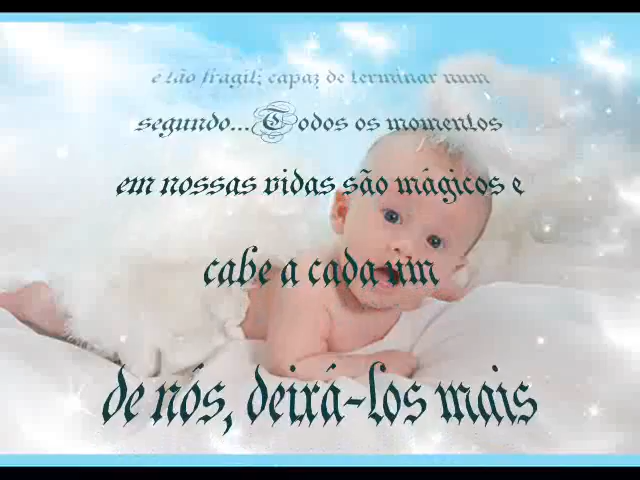 é tão frágil; capaz de terminar num
segundo...Todos os momentos
em nossas vidas são mágicos e
cabe a cada um
de nós, deixá-los mais